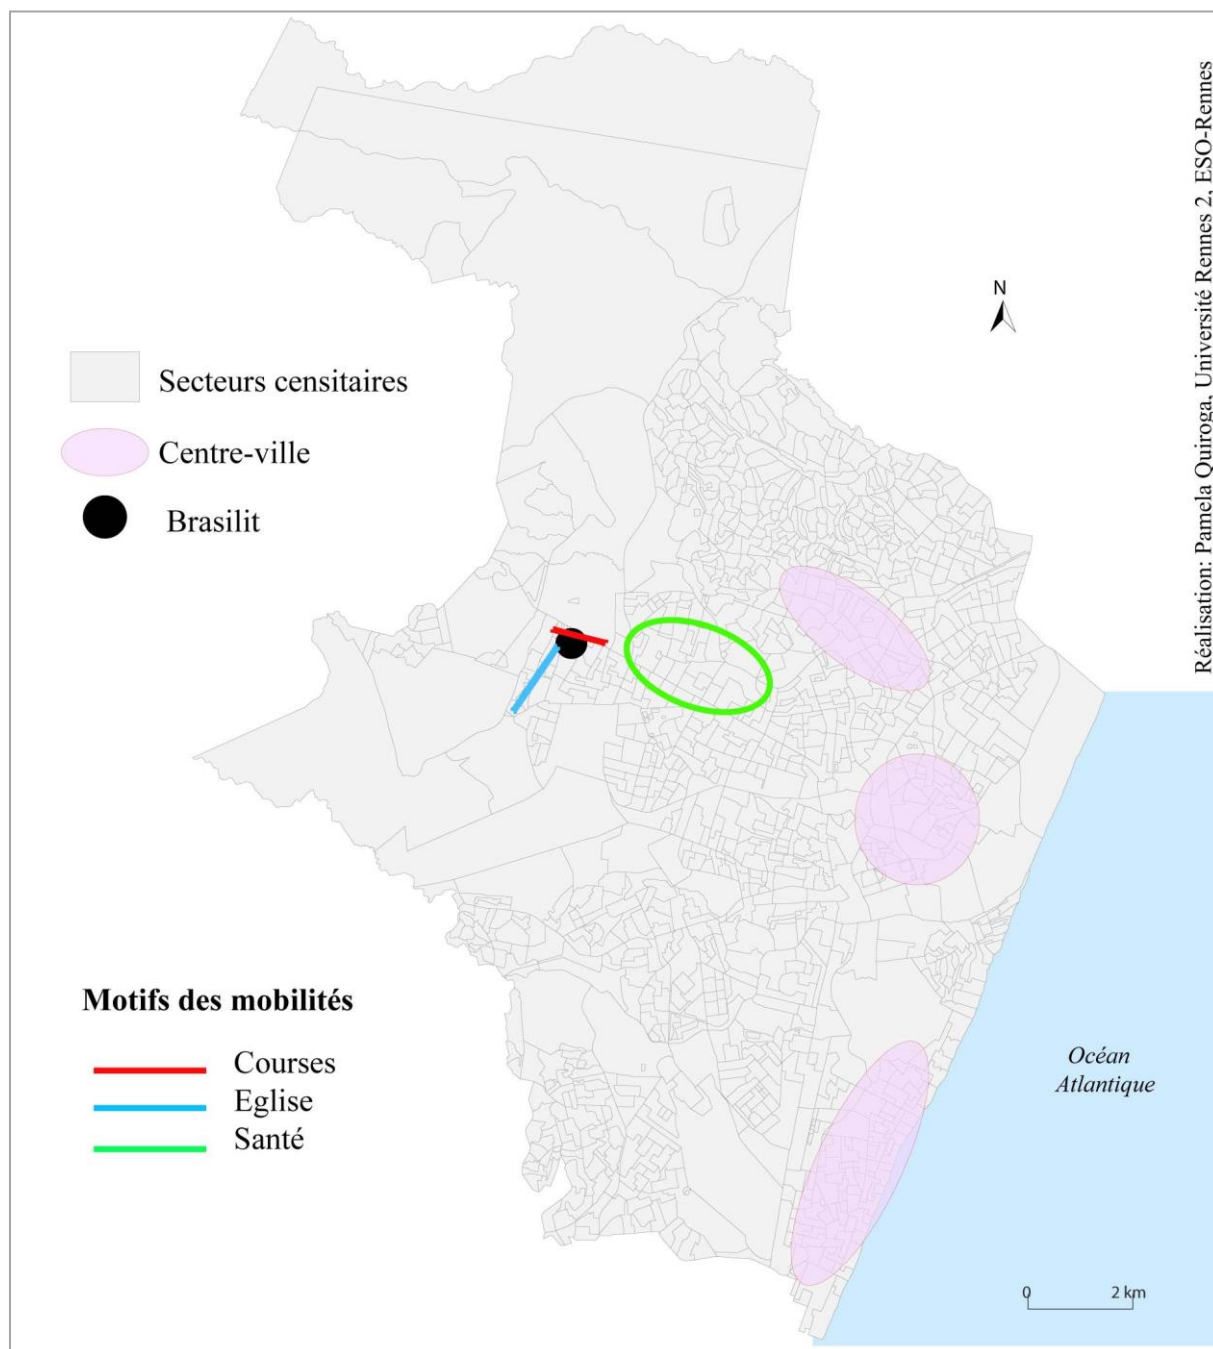 Réalisation: Pamela Quiroga, Université Rennes 2, ESO-Rennes
N
Secteurs censitaires
Centre-ville
Brasilit
Motifs des mobilités
Courses
Eglise
Santé
Océan
Atlantique
0 2 km